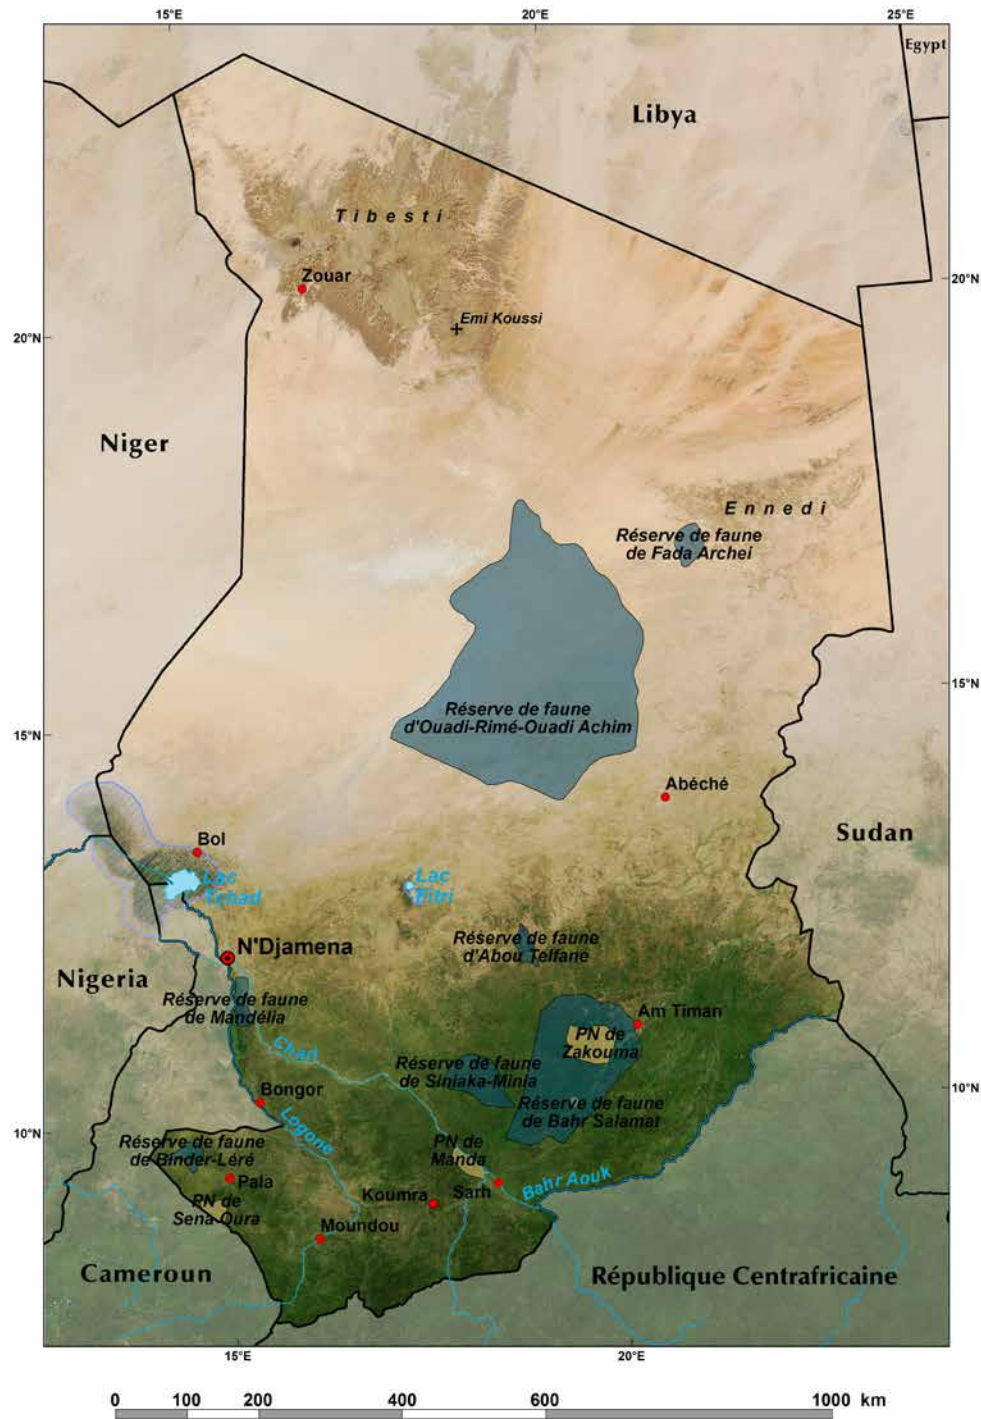 15°E
20°E
25°E
Egypt
Libya
Tibesti
Zouar
20°N
Emi Koussi
20°N
Niger
Ennedi
Réserve de faune
de Fada Archei
15°N
Réserve de faune
d'Ouadi-Rimé-Ouadi Achim
15°N
Abéché
Bol
Sudan
Lac
Tchad
Lac
Fitri
N'Djamena
Réserve de faune
d'Abou Telfane
Nigeria
Réserve de faune
de Mandélia
Am Timan
PN de
Zakouma
Chari
Réserve de faune
de Siniaka-Minia
10°N
Bongor
Réserve de faune
de Bahr Salamat
Logone
10°N
Réserve de faune
de Binder-Léré
PN de
Manda
Pala
Bahr Aouk
Koumra
Sarh
PN de
Sena Oura
Moundou
Cameroun
République Centrafricaine
15°E
20°E
0 100 200 400 600 1000 km